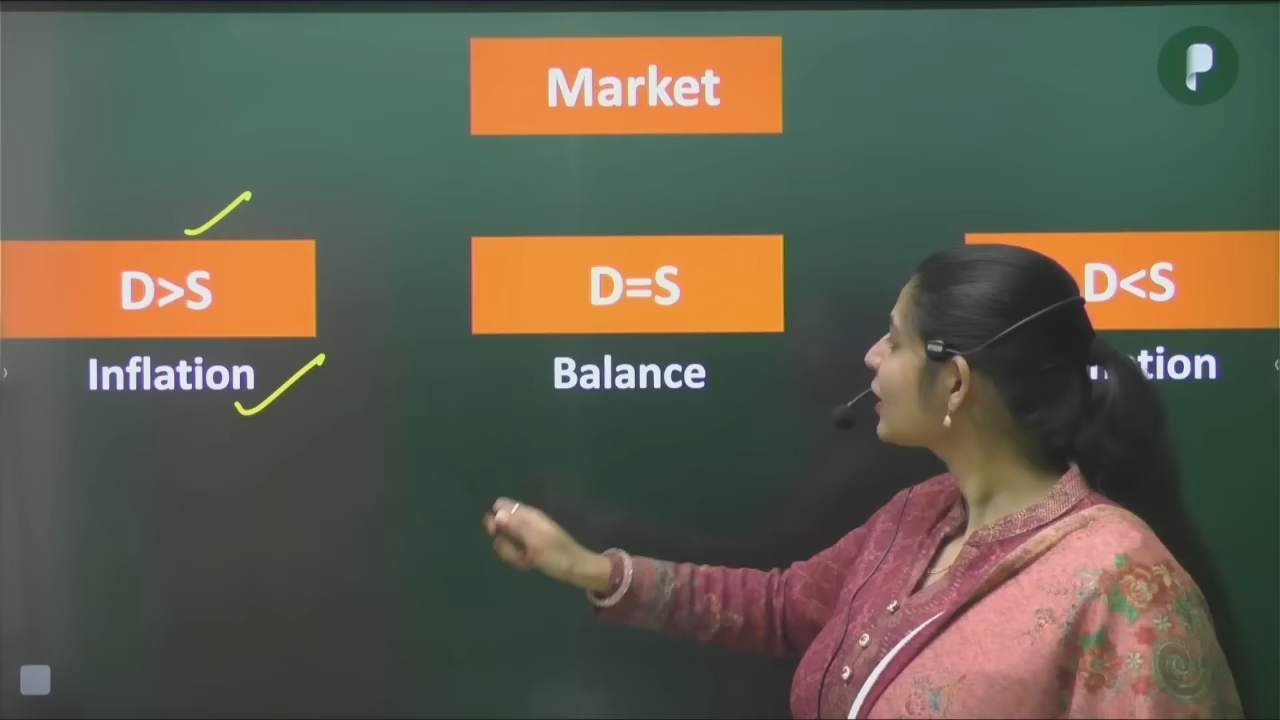 Market
D>S
D=S
D<S
Inflation
Balance